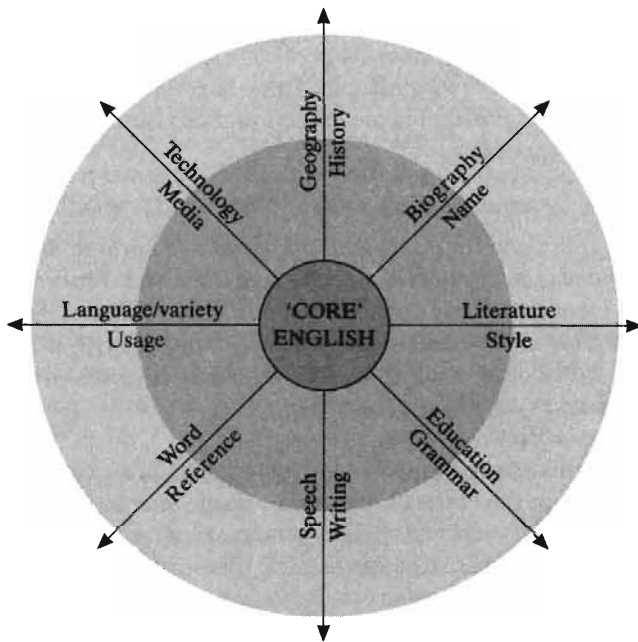 Geography
History
Technology
Media
Biography
Name
Language/variety
Usage
'CORE'
ENGLISH
Literature
Style
Word
Reference
Speech
Writing
Education
Grammar